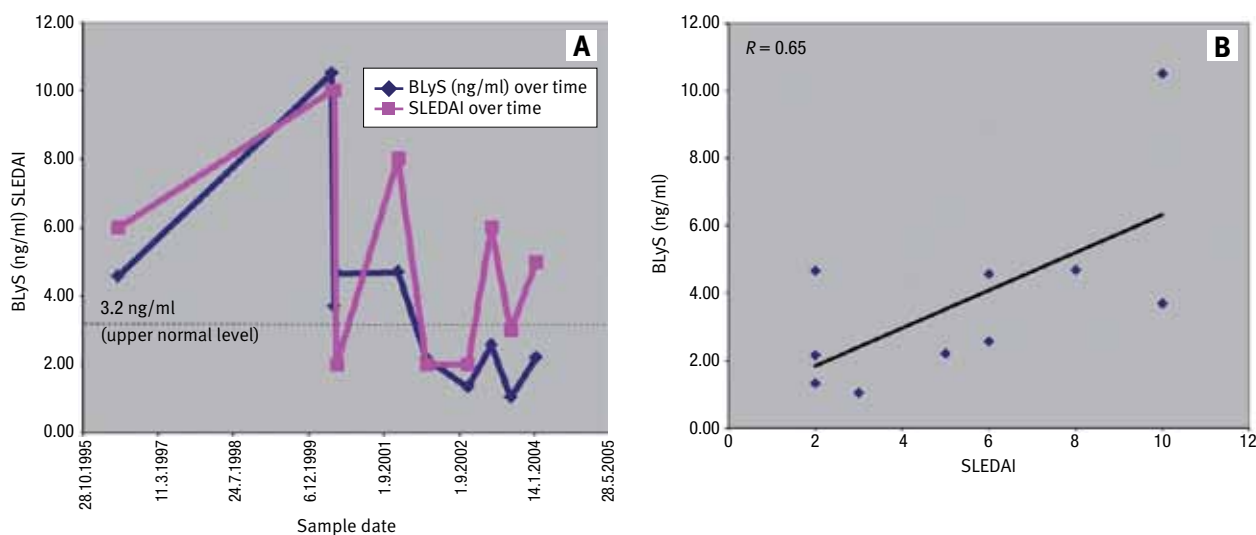 A
BLyS (ng/ml) SLEDAI
12.00
10.00
8.00
6.00
4.00
2.00
0.00
BLyS (ng/ml) over time
SLEDAI over time
3.2 ng/ml
(upper normal level)
28.10.1995
11.3.1997
24.7.1998
6.12.1999
1.9.2001
1.9.2002
14.1.2004
28.5.2005
Sample date
B
R = 0.65
BLyS (ng/ml)
12.00
10.00
8.00
6.00
4.00
2.00
0.00
0 2 4 6 8 10 12
SLEDAI